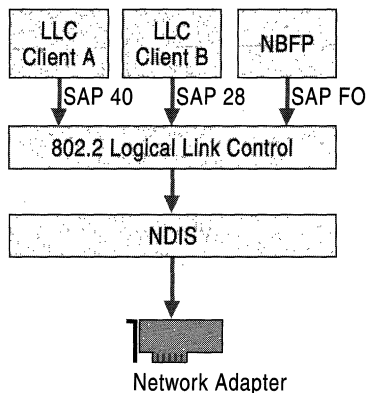 LLC
Client A
LLC
Client B
NBFP
SAP 40
SAP 28
SAP FO
802.2 Logical Link Control
NDIS
Network Adapter